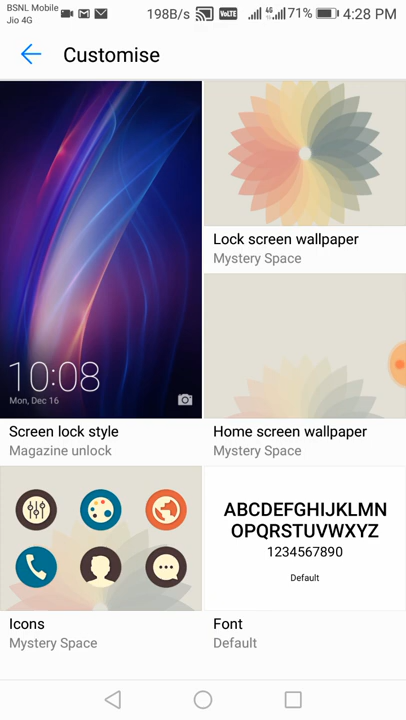 BSNL Mobile
Jio 4G
198B/s VoLTE 4G 71% 4:28 PM
Customise
10:08
Mon, Dec 16
Screen lock style
Magazine unlock
Lock screen wallpaper
Mystery Space
Home screen wallpaper
Mystery Space
Icons
Mystery Space
ABCDEFGHIJKLMN
OPQRSTUVWXYZ
1234567890
Default
Font
Default